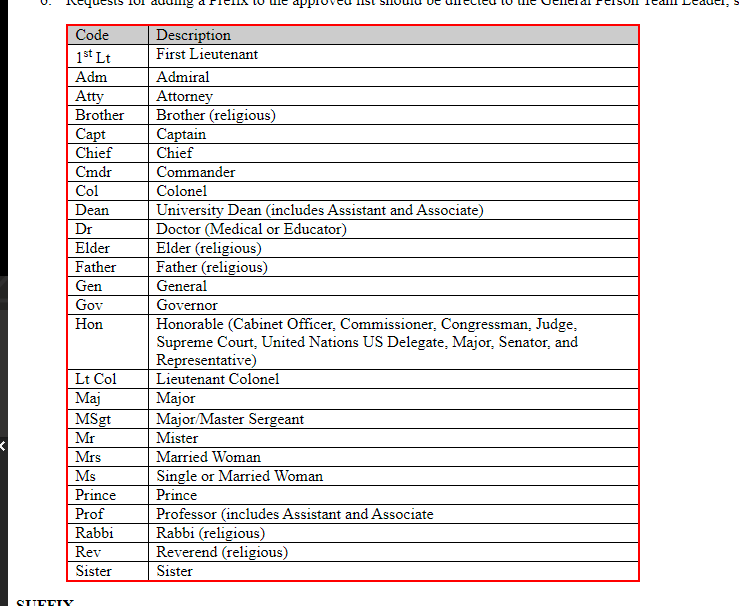 6. Requests for adding a Prefix to the approved list should be directed to the General Person Team Leader,
Code Description
1st Lt First Lieutenant
Adm Admiral
Atty Attorney
Brother Brother (religious)
Capt Captain
Chief Chief
Cmdr Commander
Col Colonel
Dean University Dean (includes Assistant and Associate)
Dr Doctor (Medical or Educator)
Elder Elder (religious)
Father Father (religious)
Gen General
Gov Governor
Hon Honorable (Cabinet Officer, Commissioner, Congressman, Judge,
Supreme Court, United Nations US Delegate, Major, Senator, and
Representative)
Lt Col Lieutenant Colonel
Maj Major
MSgt Major/Master Sergeant
Mr Mister
Mrs Married Woman
Ms Single or Married Woman
Prince Prince
Prof Professor (includes Assistant and Associate
Rabbi Rabbi (religious)
Rev Reverend (religious)
Sister Sister
SUFFIX